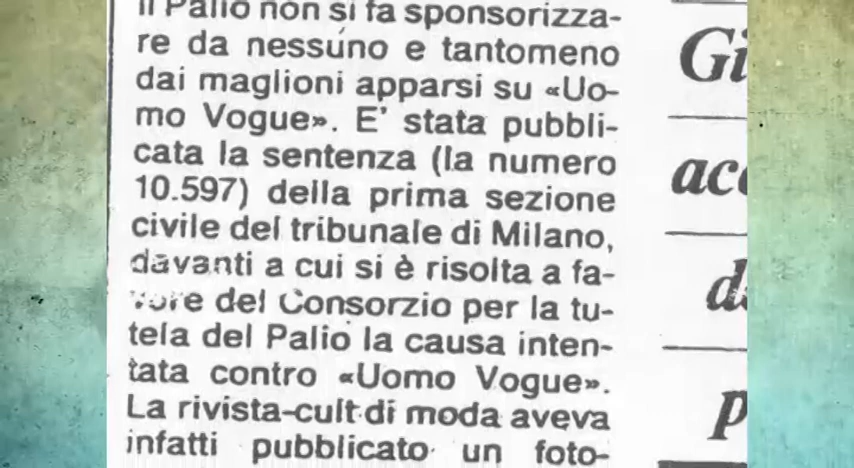 Il Palio non si fa sponsorizza-
re da nessuno e tantomeno
dai maglioni apparsi su «Uo-
mo Vogue». E' stata pubbli-
cata la sentenza (la numero
10.597) della prima sezione
civile del tribunale di Milano,
davanti a cui si è risolta a fa-
vore del Consorzio per la tu-
tela del Palio la causa inten-
tata contro «Uomo Vogue».
La rivista-cult di moda aveva
infatti pubblicato un foto-
Gi
acc
d
p